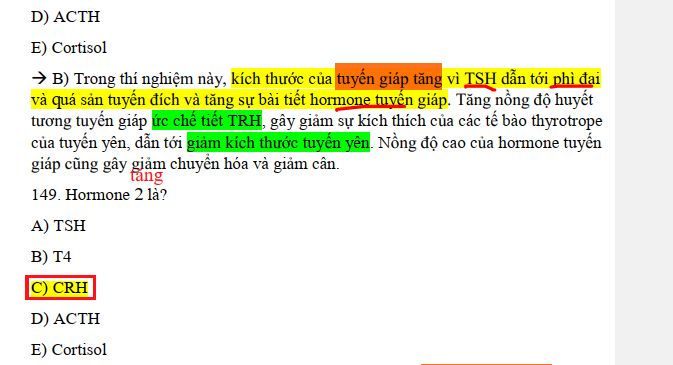 D) ACTH
E) Cortisol
→ B) Trong thí nghiệm này, kích thước của tuyến giáp tăng vì TSH dẫn tới phì đại
và quá sản tuyến đích và tăng sự bài tiết hormone tuyến giáp. Tăng nồng độ huyết
tương tuyến giáp ức chế tiết TRH, gây giảm sự kích thích của các tế bào thyrotrope
của tuyến yên, dẫn tới giảm kích thước tuyến yên. Nồng độ cao của hormone tuyến
giáp cũng gây giảm chuyển hóa và giảm cân.
tăng
149. Hormone 2 là?
A) TSH
B) T4
C) CRH
D) ACTH
E) Cortisol